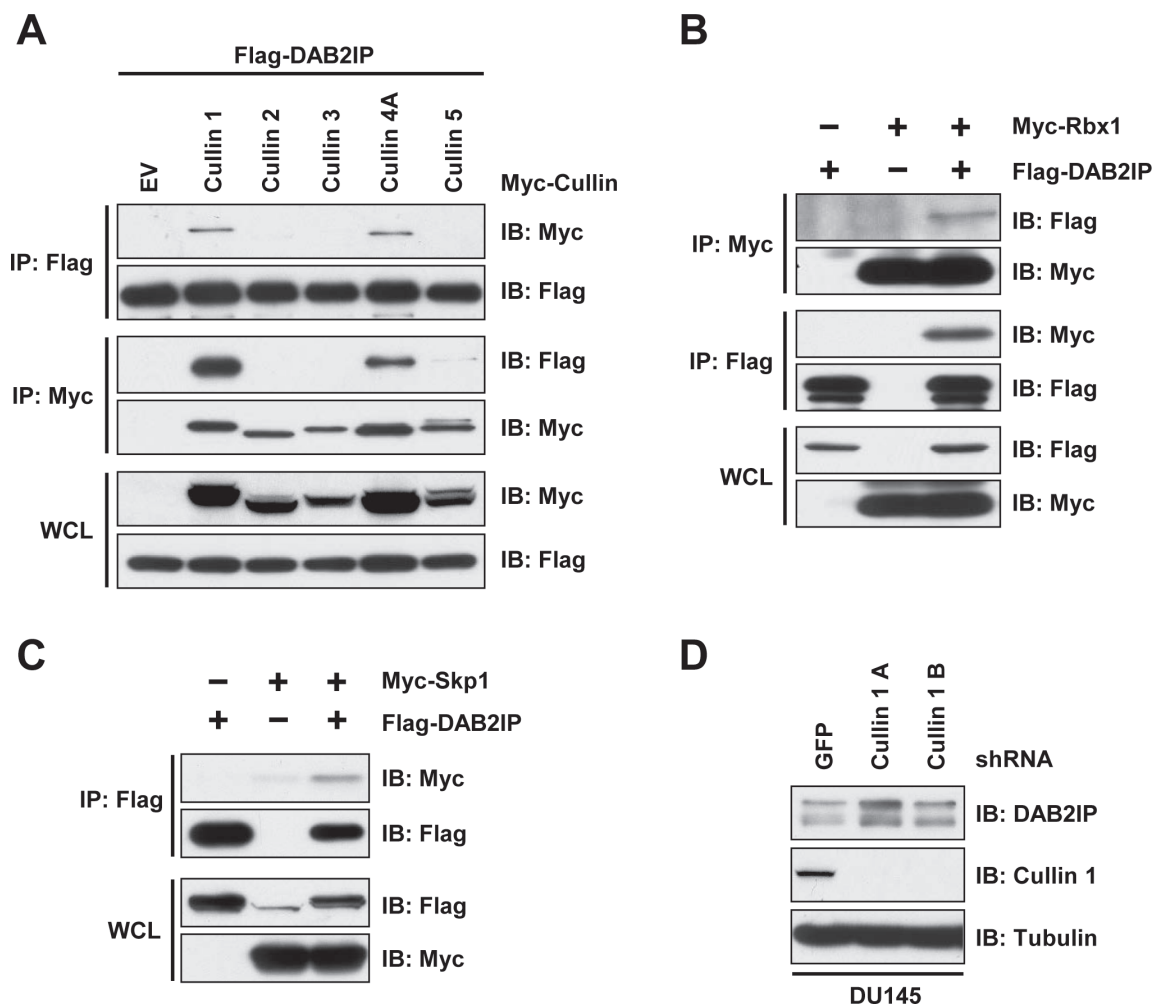 A
Flag-DAB2IP
EV
Cullin 1
Cullin 2
Cullin 3
Cullin 4A
Cullin 5
Myc-Cullin
IP: Flag
IB: Myc
IB: Flag
IP: Myc
IB: Flag
IB: Myc
WCL
IB: Myc
IB: Flag
B
− + + Myc-Rbx1
+ − + Flag-DAB2IP
IP: Myc
IB: Flag
IB: Myc
IP: Flag
IB: Myc
IB: Flag
WCL
IB: Flag
IB: Myc
C
− + + Myc-Skp1
+ − + Flag-DAB2IP
IP: Flag
IB: Myc
IB: Flag
WCL
IB: Flag
IB: Myc
D
GFP
Cullin 1 A
Cullin 1 B
shRNA
IB: DAB2IP
IB: Cullin 1
IB: Tubulin
DU145